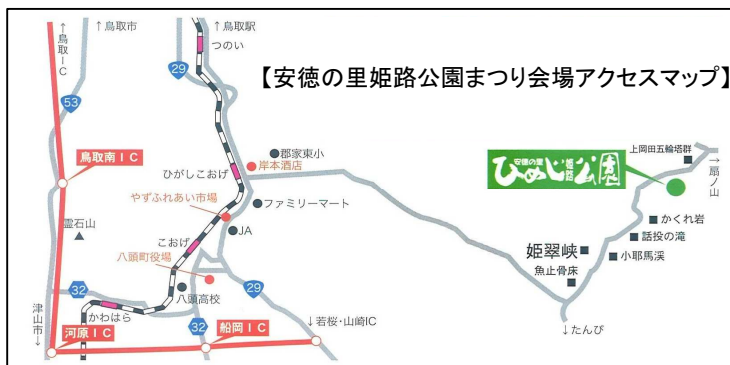 【安徳の里姫路公園まつり会場アクセスマップ】
↑鳥取IC
↑鳥取市
↑鳥取駅
つのい
29
53
鳥取南IC
郡家東小
岸本酒店
ひがしこおげ
やずふれあい市場
ファミリーマート
霊石山
こおげ
JA
八頭町役場
32
八頭高校
29
かわはら
津山市↓
河原IC
32
船岡IC
↓若桜・山崎IC
上岡田五輪塔群
→扇ノ山
安徳の里
ひめじ姫路公園
かくれ岩
話投の滝
姫翠峡
小耶馬渓
魚止骨床
↓たんぴ